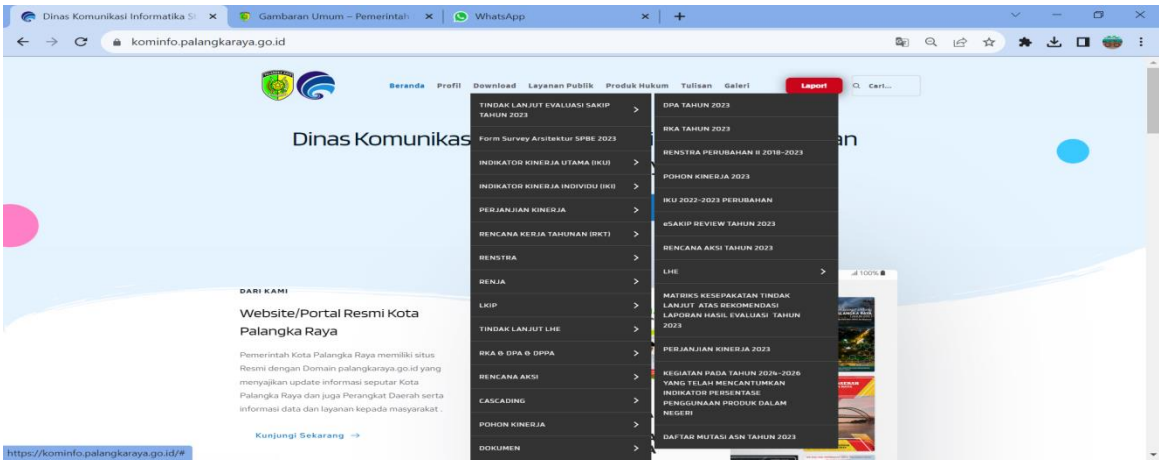 Dinas Komunikasi Informatika St
Gambaran Umum – Pemerintah
WhatsApp
kominfo.palangkaraya.go.id
Beranda Profil Download Layanan Publik Produk Hukum Tulisan Galeri Lapor! Cari...
Dinas Komunikas
an
TINDAK LANJUT EVALUASI SAKIP
TAHUN 2023
Form Survey Arsitektur SPBE 2023
INDIKATOR KINERJA UTAMA (IKU)
INDIKATOR KINERJA INDIVIDU (IKI)
PERJANJIAN KINERJA
RENCANA KERJA TAHUNAN (RKT)
RENSTRA
RENJA
LKIP
TINDAK LANJUT LHE
RKA & DPA & DPPA
RENCANA AKSI
CASCADING
POHON KINERJA
DOKUMEN
DPA TAHUN 2023
RKA TAHUN 2023
RENSTRA PERUBAHAN II 2018-2023
POHON KINERJA 2023
IKU 2022-2023 PERUBAHAN
eSAKIP REVIEW TAHUN 2023
RENCANA AKSI TAHUN 2023
LHE
MATRIKS KESEPAKATAN TINDAK
LANJUT ATAS REKOMENDASI
LAPORAN HASIL EVALUASI TAHUN
2023
PERJANJIAN KINERJA 2023
KEGIATAN PADA TAHUN 2024-2026
YANG TELAH MENCANTUMKAN
INDIKATOR PERSENTASE
PENGGUNAAN PRODUK DALAM
NEGERI
DAFTAR MUTASI ASN TAHUN 2023
100%
DARI KAMI
Website/Portal Resmi Kota
Palangka Raya
Pemerintah Kota Palangka Raya memiliki situs
Resmi dengan Domain palangkaraya.go.id yang
menyajikan update informasi seputar Kota
Palangka Raya dan juga Perangkat Daerah serta
informasi data dan layanan kepada masyarakat .
Kunjungi Sekarang →
https://kominfo.palangkaraya.go.id/#